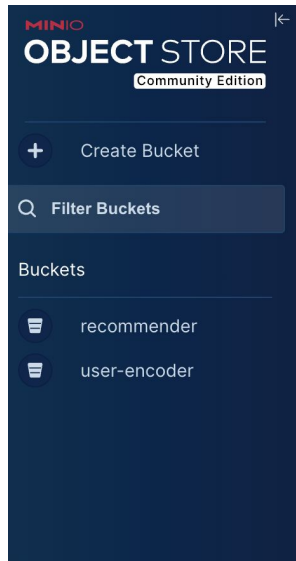 MINIO
OBJECT STORE
Community Edition
Create Bucket
Filter Buckets
Buckets
recommender
user-encoder